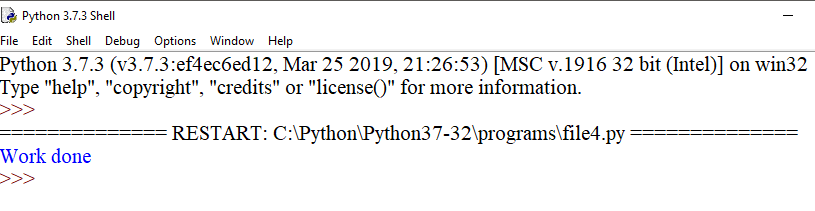 Python 3.7.3 Shell
File Edit Shell Debug Options Window Help
Python 3.7.3 (v3.7.3:ef4ec6ed12, Mar 25 2019, 21:26:53) [MSC v.1916 32 bit (Intel)] on win32
Type "help", "copyright", "credits" or "license()" for more information.
>>>
============== RESTART: C:\Python\Python37-32\programs\file4.py ==============
Work done
>>>